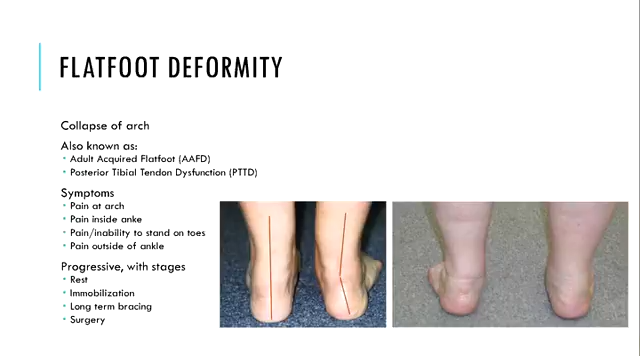 FLATFOOT DEFORMITY
Collapse of arch
Also known as:
Adult Acquired Flatfoot (AAFD)
Posterior Tibial Tendon Dysfunction (PTTD)
Symptoms
Pain at arch
Pain inside anke
Pain/inability to stand on toes
Pain outside of ankle
Progressive, with stages
Rest
Immobilization
Long term bracing
Surgery